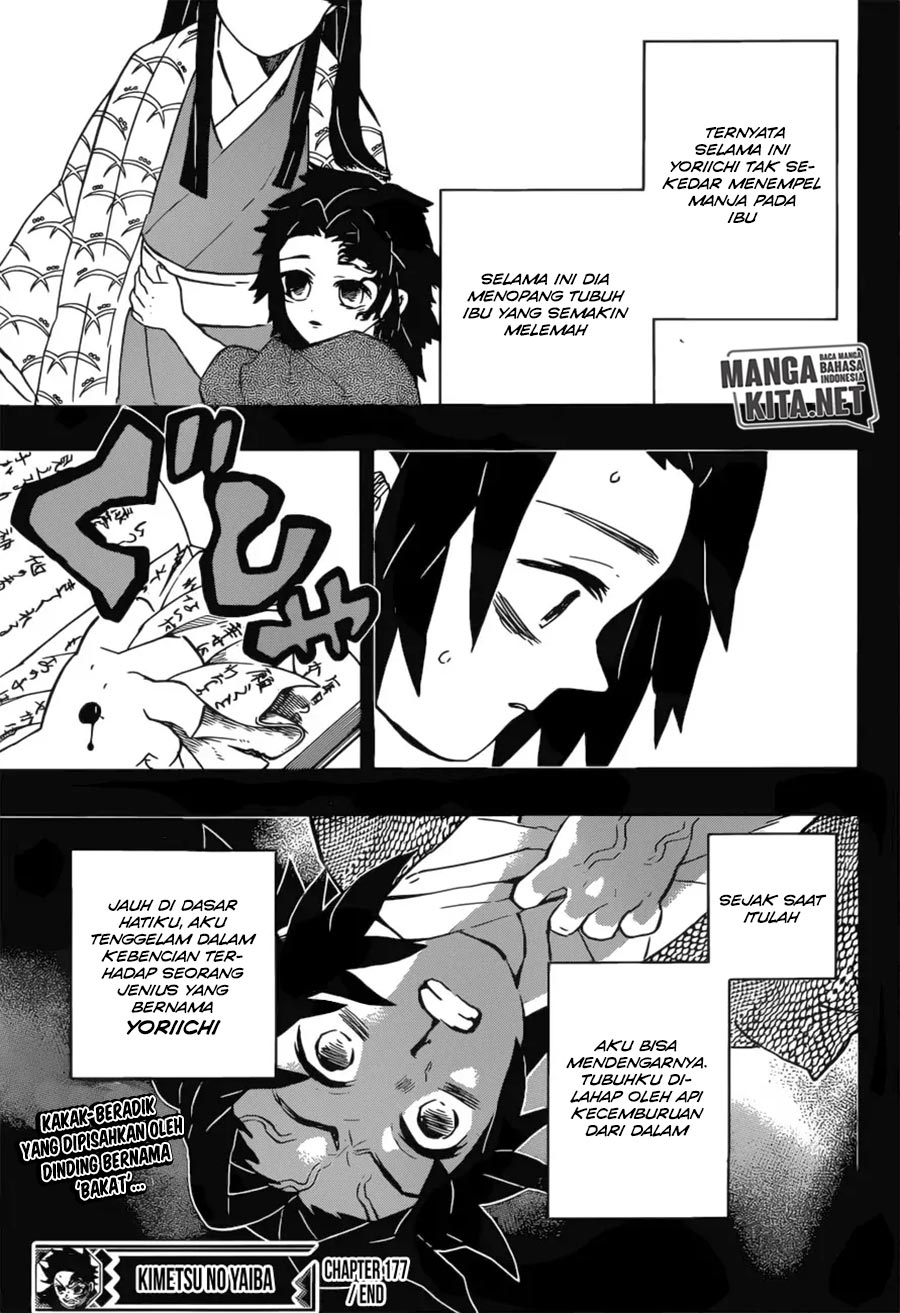 TERNYATA
SELAMA INI
YORIICHI TAK SE-
KEDAR MENEMPEL
MANJA PADA
IBU
SELAMA INI DIA
MENOPANG TUBUH
IBU YANG SEMAKIN
MELEMAH
MANGA
KITA.NET
BACA MANGA
BAHASA
INDONESIA
ぐしゃ
SEJAK SAAT
ITULAH
AKU BISA
MENDENGARNYA.
TUBUHKU DI-
LAHAP OLEH API
KECEMBURUAN
DARI DALAM
JAUH DI DASAR
HATIKU, AKU
TENGGELAM DALAM
KEBENCIAN TER-
HADAP SEORANG
JENIUS YANG
BERNAMA
YORIICHI
KAKAK-BERADIK
YANG DIPISAHKAN OLEH
DINDING BERNAMA
'BAKAT'...
KIMETSU NO YAIBA
CHAPTER 177
/ END